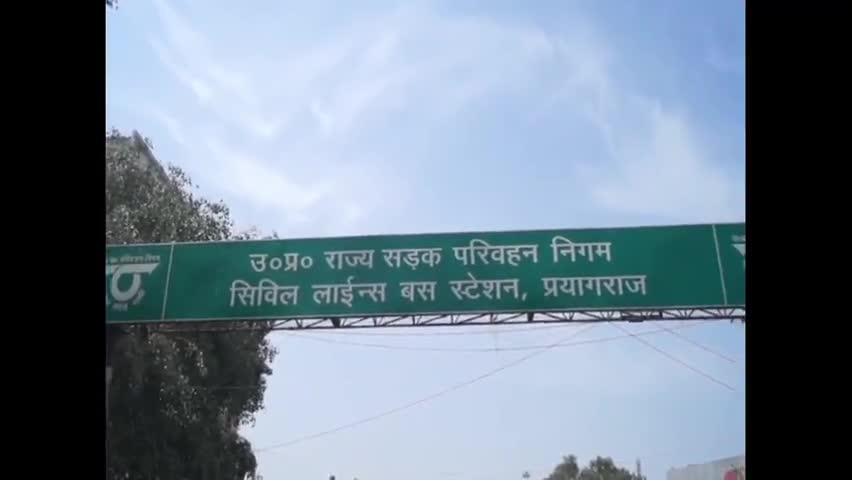 उ०प्र० राज्य सड़क परिवहन निगम
सिविल लाईन्स बस स्टेशन, प्रयागराज